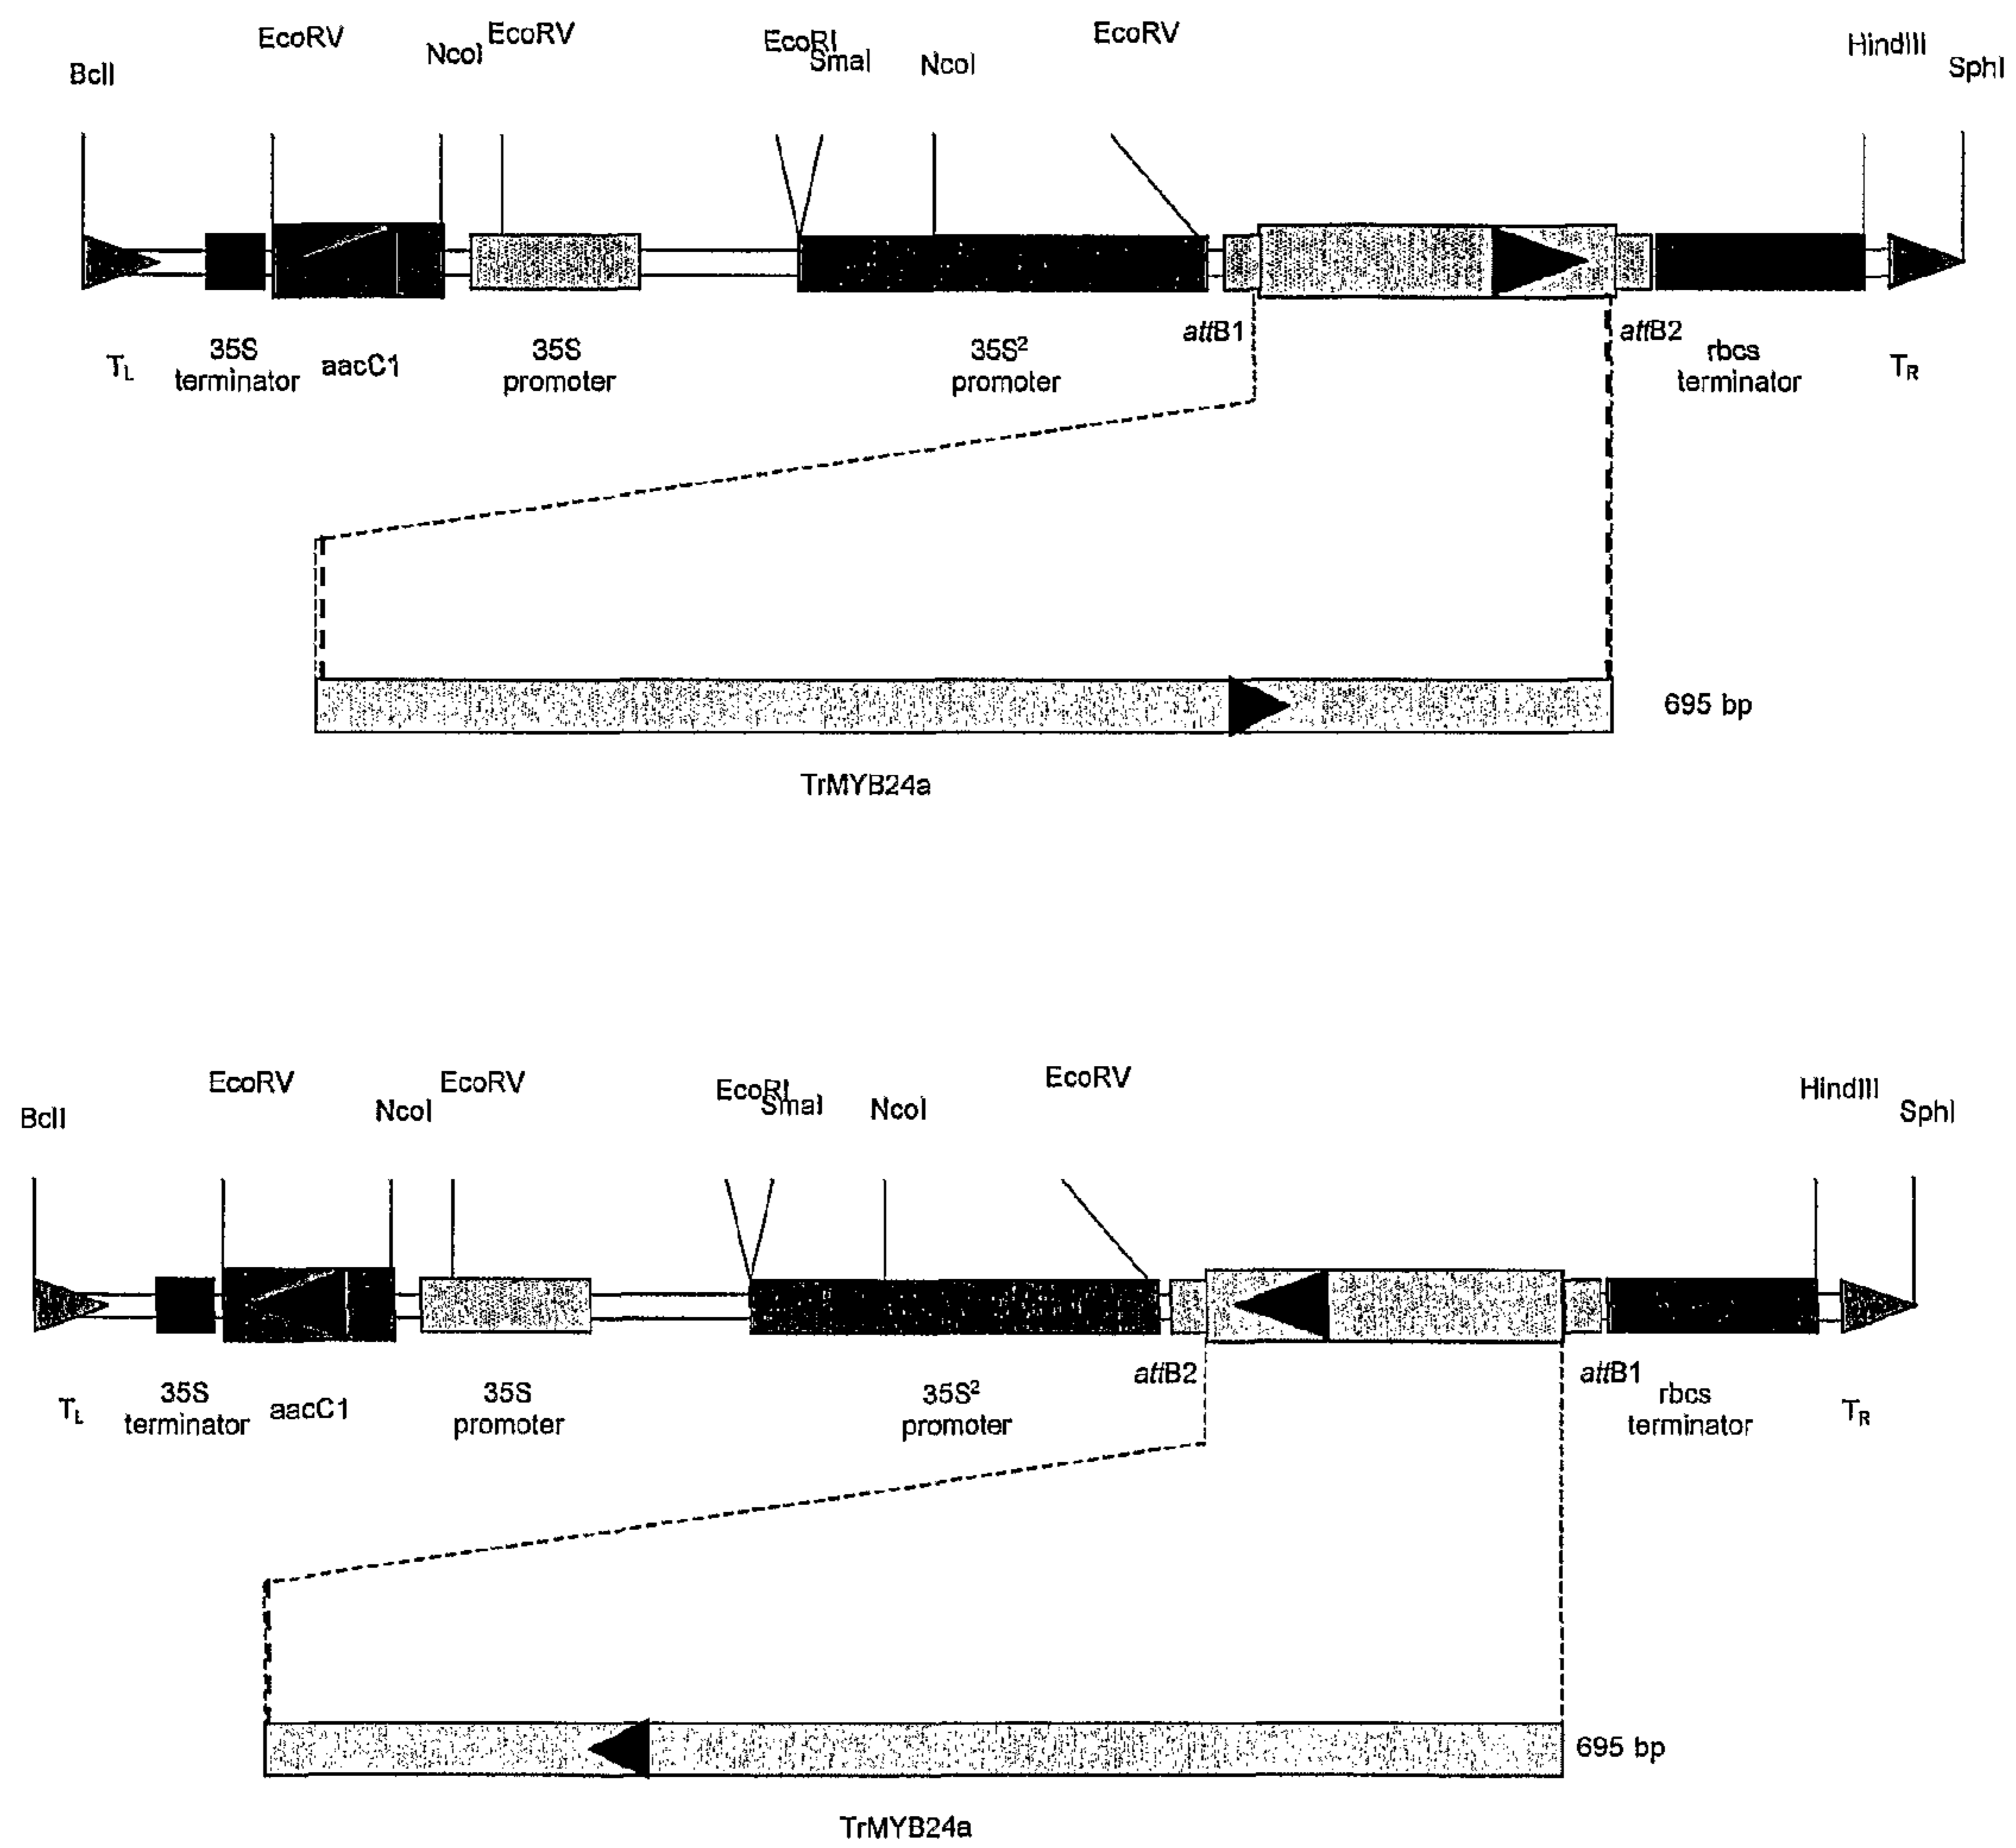 BclI
EcoRV
NcoI
EcoRV
EcoRI
SmaI
NcoI
EcoRV
HindIII
SphI
TL
35S
terminator
aacC1
35S
promoter
35S²
promoter
attB1
attB2
rbcs
terminator
TR
695 bp
TrMYB24a
BclI
EcoRV
NcoI
EcoRV
EcoRI
SmaI
NcoI
EcoRV
HindIII
SphI
TL
35S
terminator
aacC1
35S
promoter
35S²
promoter
attB2
attB1
rbcs
terminator
TR
695 bp
TrMYB24a